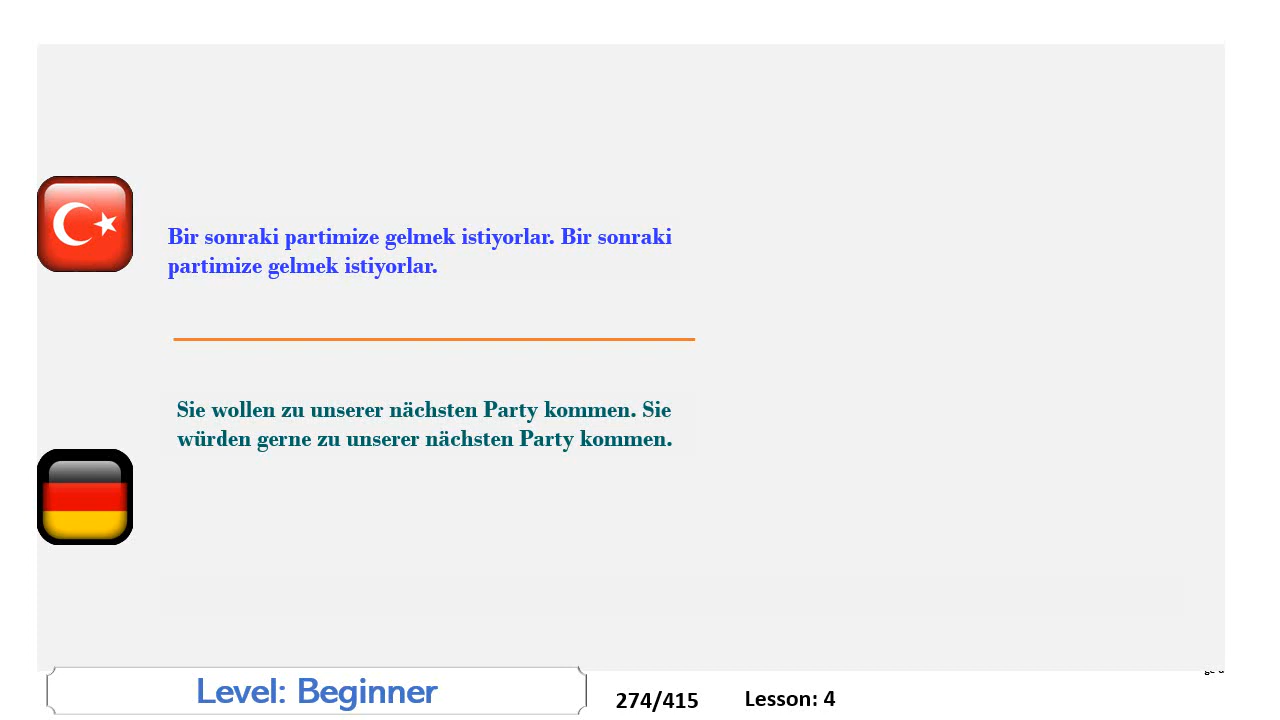 Bir sonraki partimize gelmek istiyorlar. Bir sonraki
partimize gelmek istiyorlar.
Sie wollen zu unserer nächsten Party kommen. Sie
würden gerne zu unserer nächsten Party kommen.
Level: Beginner
274/415
Lesson: 4